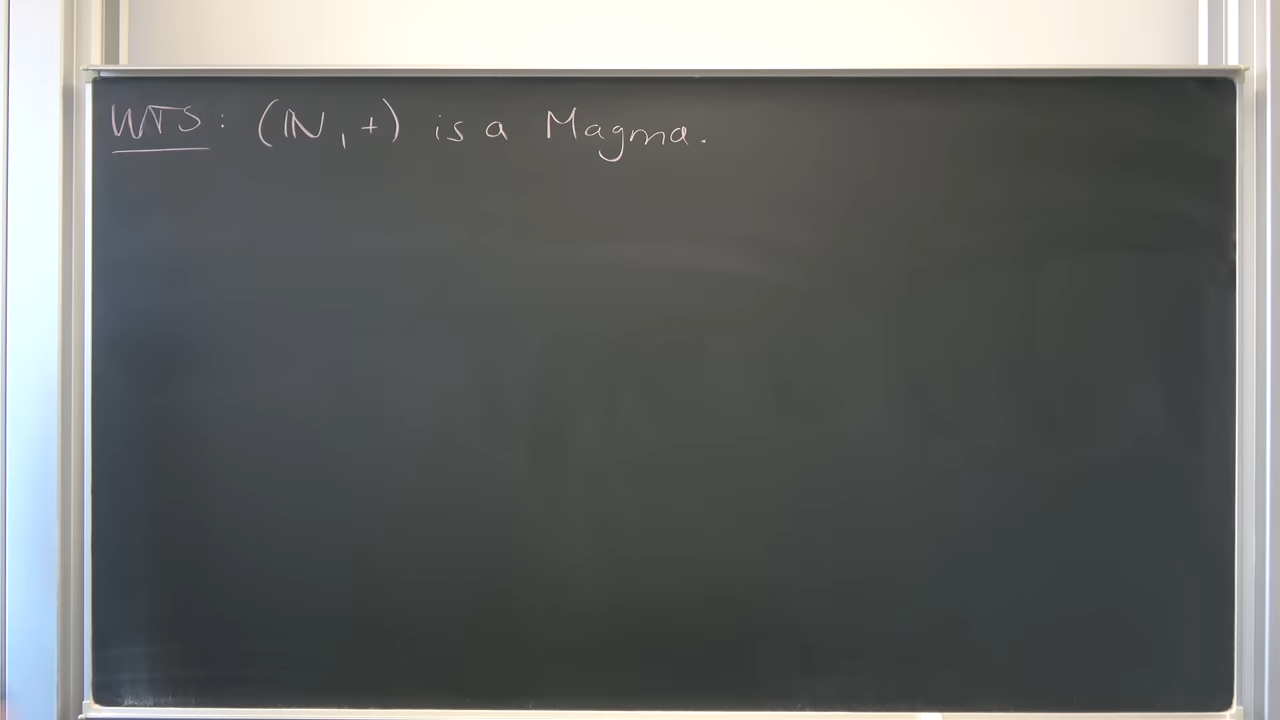 WTS: (ℕ, +) is a Magma.